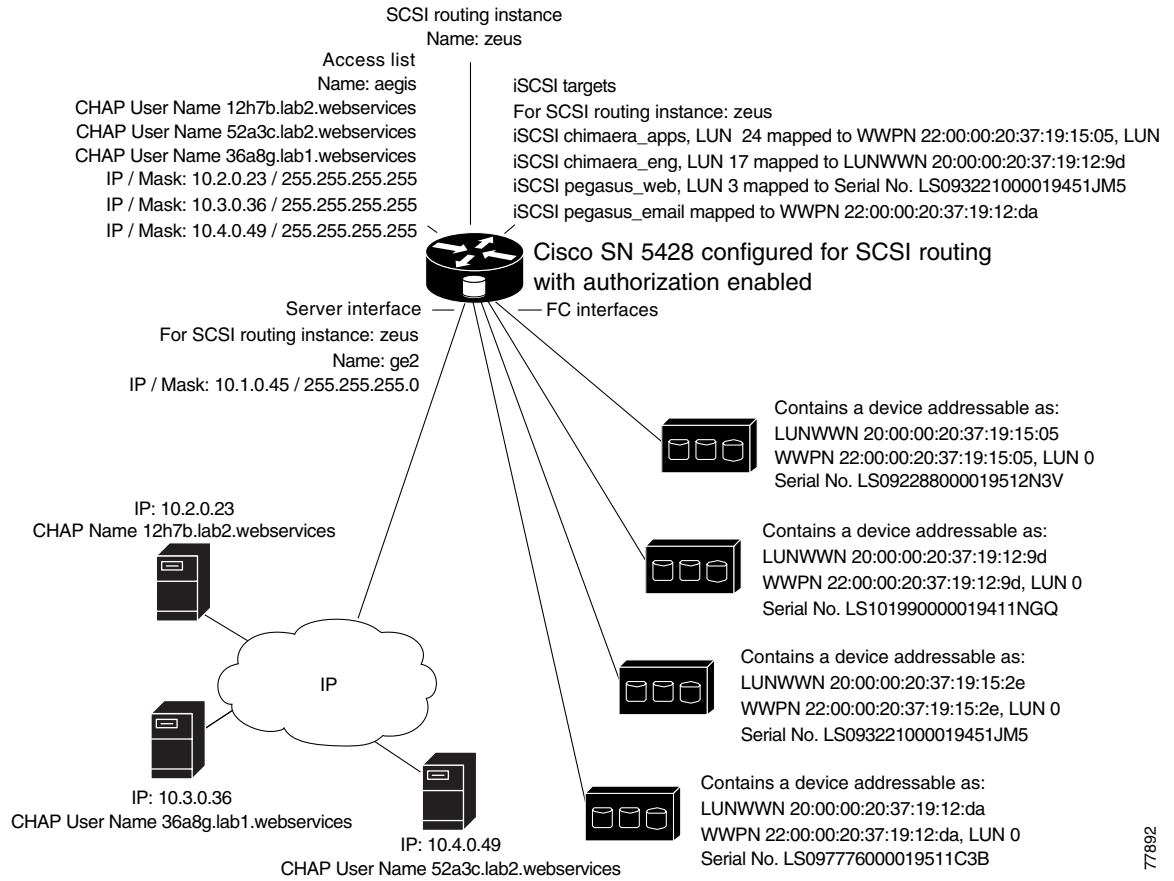 SCSI routing instance
Name: zeus
Access list
Name: aegis
CHAP User Name 12h7b.lab2.webservices
CHAP User Name 52a3c.lab2.webservices
CHAP User Name 36a8g.lab1.webservices
IP / Mask: 10.2.0.23 / 255.255.255.255
IP / Mask: 10.3.0.36 / 255.255.255.255
IP / Mask: 10.4.0.49 / 255.255.255.255
iSCSI targets
For SCSI routing instance: zeus
iSCSI chimaera_apps, LUN 24 mapped to WWPN 22:00:00:20:37:19:15:05, LUN
iSCSI chimaera_eng, LUN 17 mapped to LUNWWN 20:00:00:20:37:19:12:9d
iSCSI pegasus_web, LUN 3 mapped to Serial No. LS093221000019451JM5
iSCSI pegasus_email mapped to WWPN 22:00:00:20:37:19:12:da
Cisco SN 5428 configured for SCSI routing
with authorization enabled
Server interface
For SCSI routing instance: zeus
Name: ge2
IP / Mask: 10.1.0.45 / 255.255.255.0
FC interfaces
Contains a device addressable as:
LUNWWN 20:00:00:20:37:19:15:05
WWPN 22:00:00:20:37:19:15:05, LUN 0
Serial No. LS092288000019512N3V
Contains a device addressable as:
LUNWWN 20:00:00:20:37:19:12:9d
WWPN 22:00:00:20:37:19:12:9d, LUN 0
Serial No. LS101990000019411NGQ
Contains a device addressable as:
LUNWWN 20:00:00:20:37:19:15:2e
WWPN 22:00:00:20:37:19:15:2e, LUN 0
Serial No. LS093221000019451JM5
Contains a device addressable as:
LUNWWN 20:00:00:20:37:19:12:da
WWPN 22:00:00:20:37:19:12:da, LUN 0
Serial No. LS097776000019511C3B
IP: 10.2.0.23
CHAP Name 12h7b.lab2.webservices
IP
IP: 10.3.0.36
CHAP User Name 36a8g.lab1.webservices
IP: 10.4.0.49
CHAP User Name 52a3c.lab2.webservices
77892